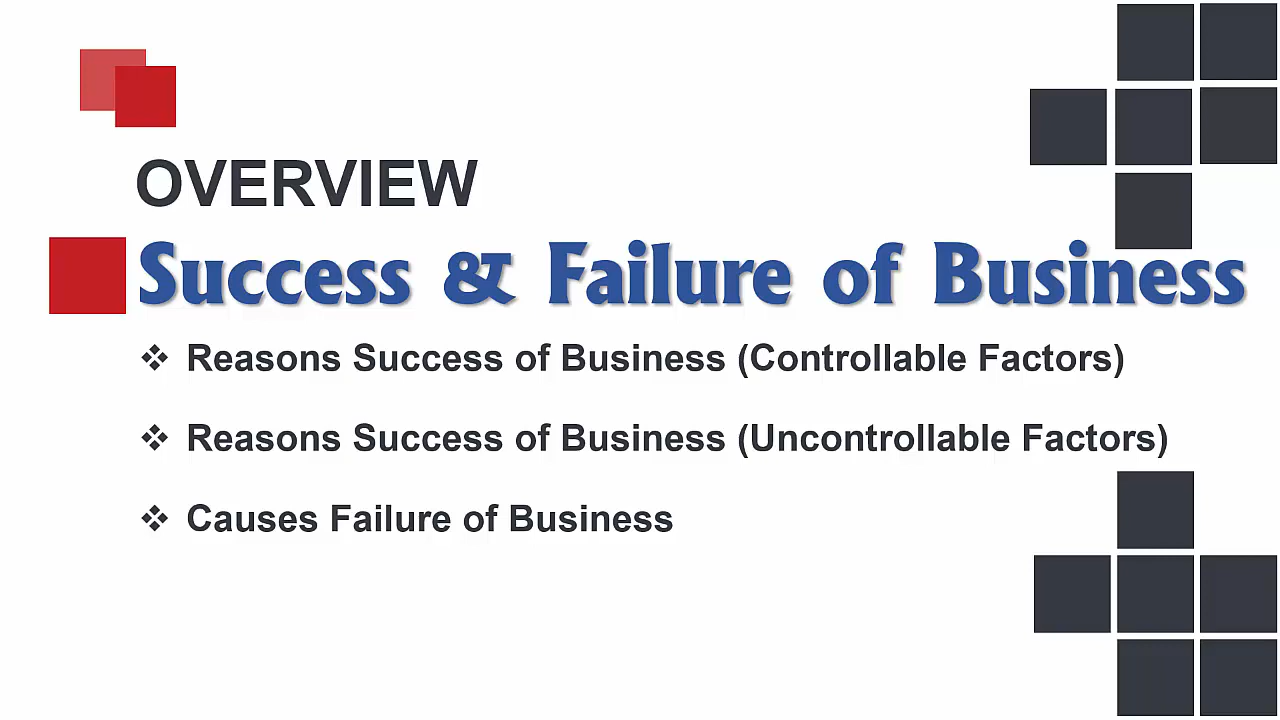 OVERVIEW
Success & Failure of Business
❖ Reasons Success of Business (Controllable Factors)
❖ Reasons Success of Business (Uncontrollable Factors)
❖ Causes Failure of Business